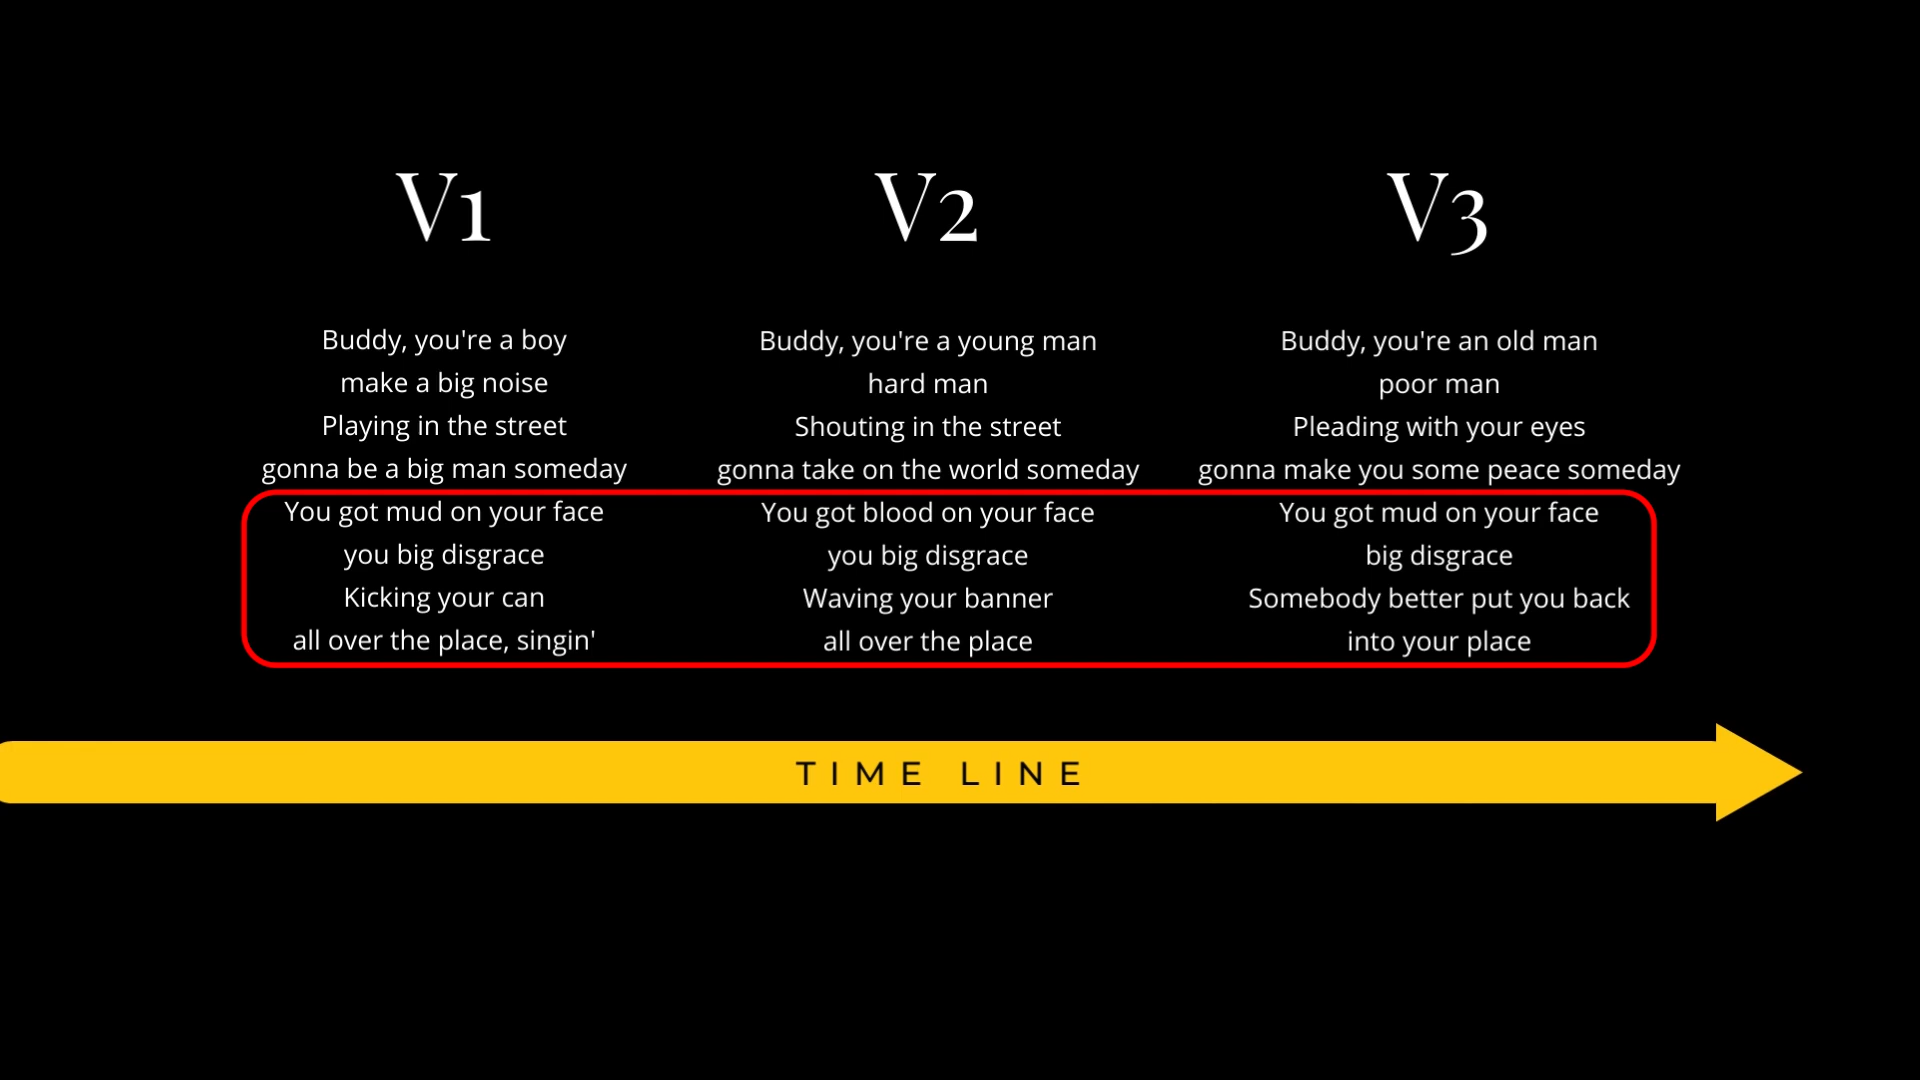 V1
Buddy, you're a boy
make a big noise
Playing in the street
gonna be a big man someday
You got mud on your face
you big disgrace
Kicking your can
all over the place, singin'
V2
Buddy, you're a young man
hard man
Shouting in the street
gonna take on the world someday
You got blood on your face
you big disgrace
Waving your banner
all over the place
V3
Buddy, you're an old man
poor man
Pleading with your eyes
gonna make you some peace someday
You got mud on your face
big disgrace
Somebody better put you back
into your place
TIME LINE